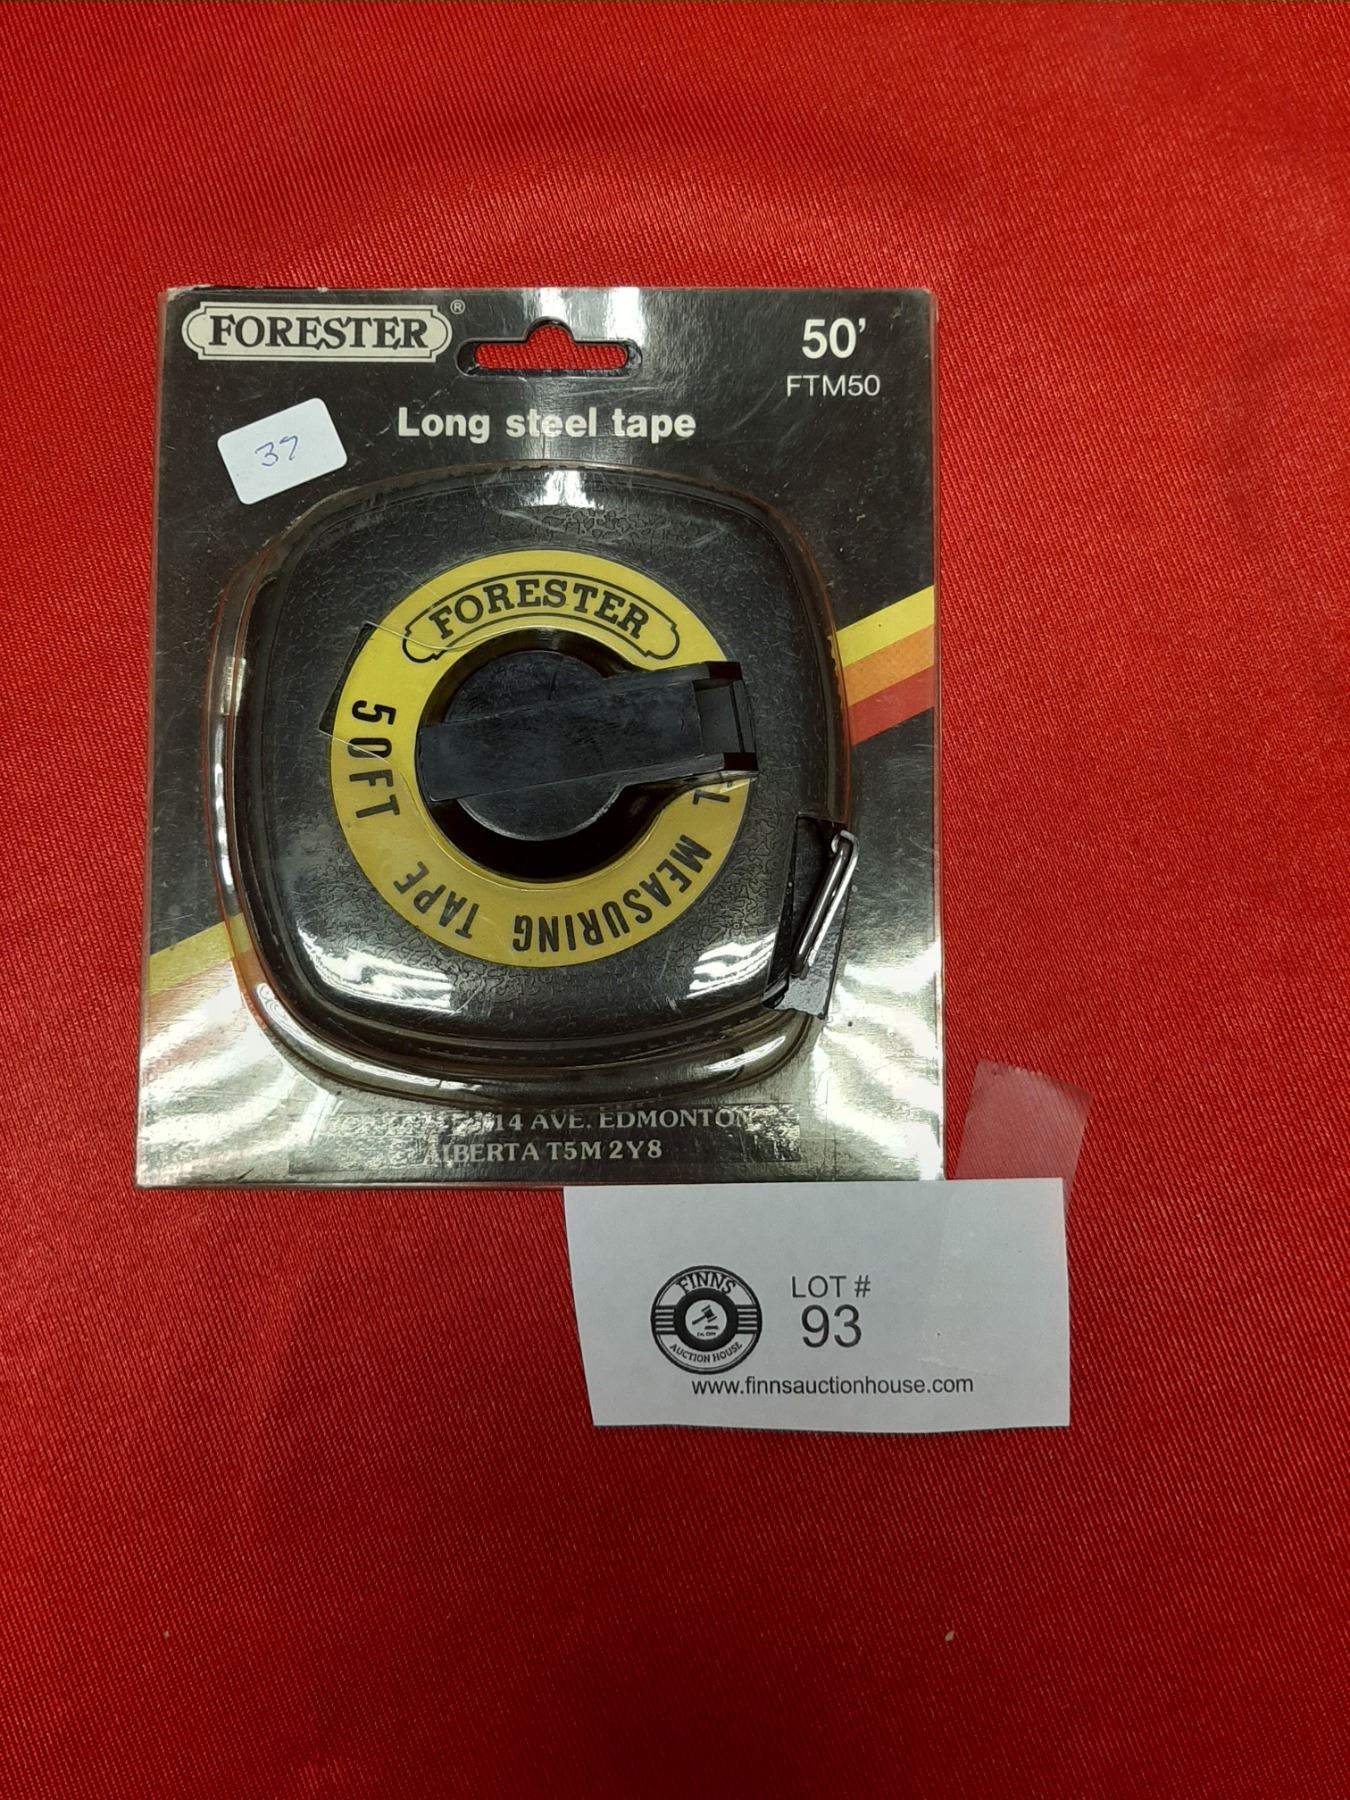 FORESTER ®
50'
FTM50
Long steel tape
37
FORESTER
MEASURING TAPE 50FT
114 AVE. EDMONTON
ALBERTA T5M 2Y8
FINNS
AUCTION HOUSE
LOT #
93
www.finnsauctionhouse.com